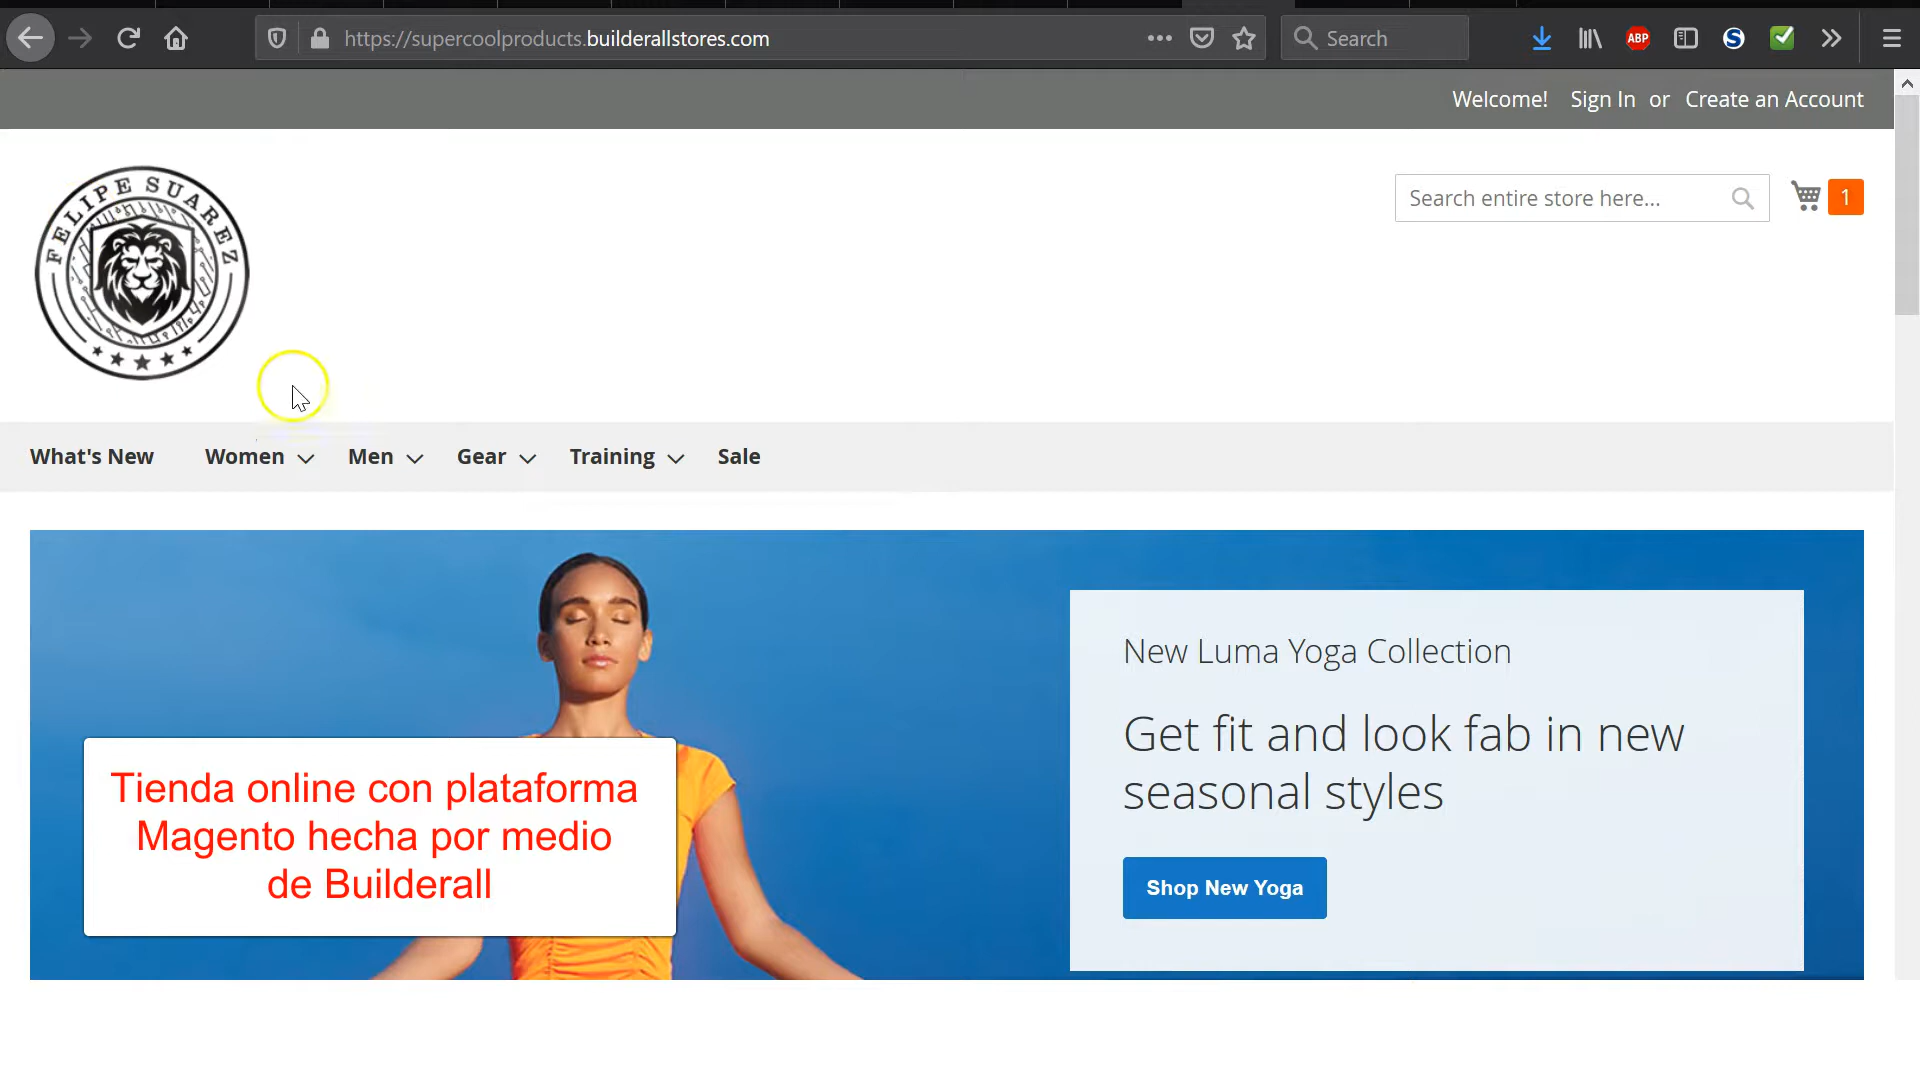 https://supercoolproducts.builderallstores.com
Search
ABP
S
Welcome! Sign In or Create an Account
FELIPE SUAREZ
Search entire store here...
1
What's New Women Men Gear Training Sale
New Luma Yoga Collection
Get fit and look fab in new
seasonal styles
Shop New Yoga
Tienda online con plataforma
Magento hecha por medio
de Builderall